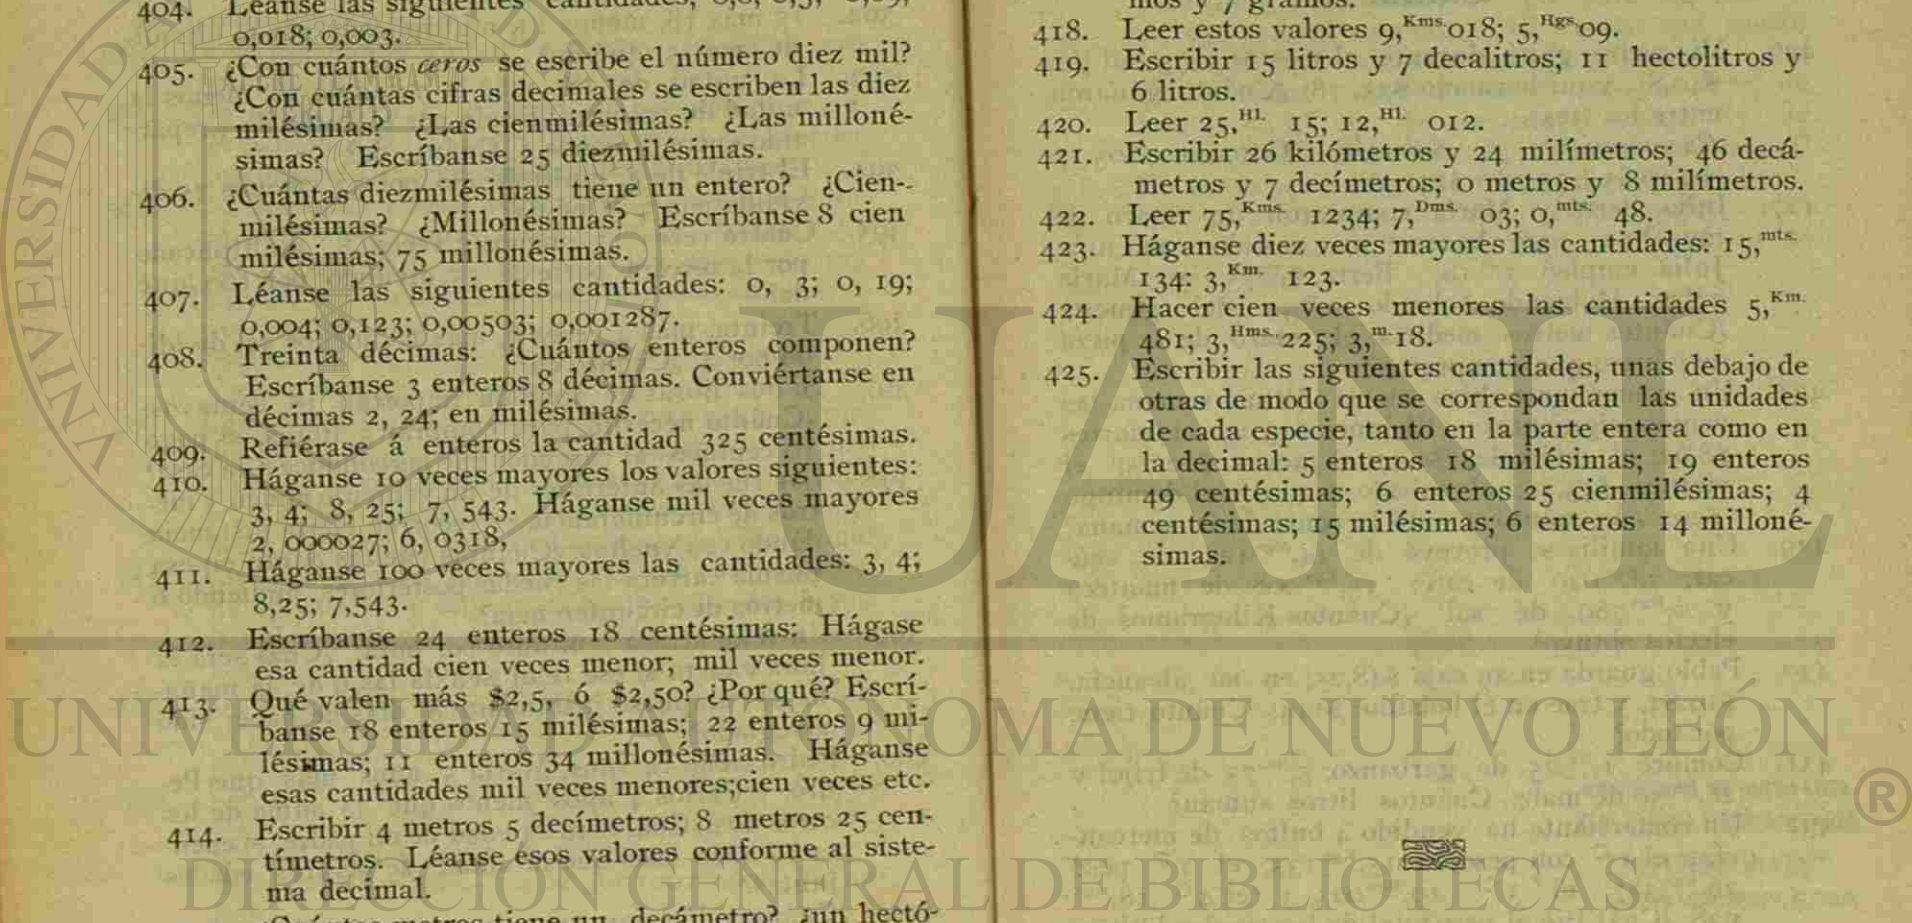 404. Léanse las siguientes cantidades,
0,018; 0,003.
405. ¿Con cuántos ceros se escribe el número diez mil?
¿Con cuántas cifras decimales se escriben las diez
milésimas? ¿Las cienmilésimas? ¿Las milloné-
simas? Escríbanse 25 diezmilésimas.
406. ¿Cuántas diezmilésimas tiene un entero? ¿Cien-
milésimas? ¿Millonésimas? Escríbanse 8 cien
milésimas; 75 millonésimas.
407. Léanse las siguientes cantidades: 0, 3; 0, 19;
0,004; 0,123; 0,00503; 0,001287.
408. Treinta décimas: ¿Cuántos enteros componen?
Escríbanse 3 enteros 8 décimas. Conviértanse en
décimas 2, 24; en milésimas.
409. Refiérase á enteros la cantidad 325 centésimas.
410. Háganse 10 veces mayores los valores siguientes:
3, 4; 8, 25; 7, 543. Háganse mil veces mayores
2, 000027; 6, 0318,
411. Háganse 100 veces mayores las cantidades: 3, 4;
8,25; 7,543.
412. Escríbanse 24 enteros 18 centésimas: Hágase
esa cantidad cien veces menor; mil veces menor.
413. Qué valen más $2,5, ó $2,50? ¿Por qué? Escrí-
banse 18 enteros 15 milésimas; 22 enteros 9 mi-
lésimas; 11 enteros 34 millonésimas. Háganse
esas cantidades mil veces menores;cien veces etc.
414. Escribir 4 metros 5 decímetros; 8 metros 25 cen-
tímetros. Léanse esos valores conforme al siste-
ma decimal.
¿Cuántos metros tiene un decámetro? ¿un hectó-
mos y 7 gramos.
418. Leer estos valores 9,Kms.018; 5,Hgs.09.
419. Escribir 15 litros y 7 decalitros; 11 hectolitros y
6 litros.
420. Leer 25,Hl. 15; 12,Hl. 012.
421. Escribir 26 kilómetros y 24 milímetros; 46 decá-
metros y 7 decímetros; 0 metros y 8 milímetros.
422. Leer 75,Kms. 1234; 7,Dms. 03; 0,mts. 48.
423. Háganse diez veces mayores las cantidades: 15,mts.
134: 3,Km. 123.
424. Hacer cien veces menores las cantidades 5,Km.
481; 3,Hms. 225; 3,m.18.
425. Escribir las siguientes cantidades, unas debajo de
otras de modo que se correspondan las unidades
de cada especie, tanto en la parte entera como en
la decimal: 5 enteros 18 milésimas; 19 enteros
49 centésimas; 6 enteros 25 cienmilésimas; 4
centésimas; 15 milésimas; 6 enteros 14 milloné-
simas.
UANL
UNIVERSIDAD AUTÓNOMA DE NUEVO LEÓN
®
DIRECCIÓN GENERAL DE BIBLIOTECAS
UNIVERSIDAD